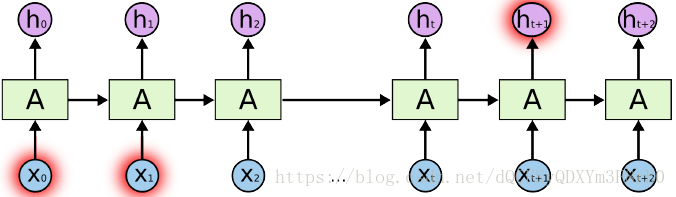 h0 h1 h2 ht ht+1 ht+2
A A A A A A
x0 x1 x2 ... xt xt+1 xt+2